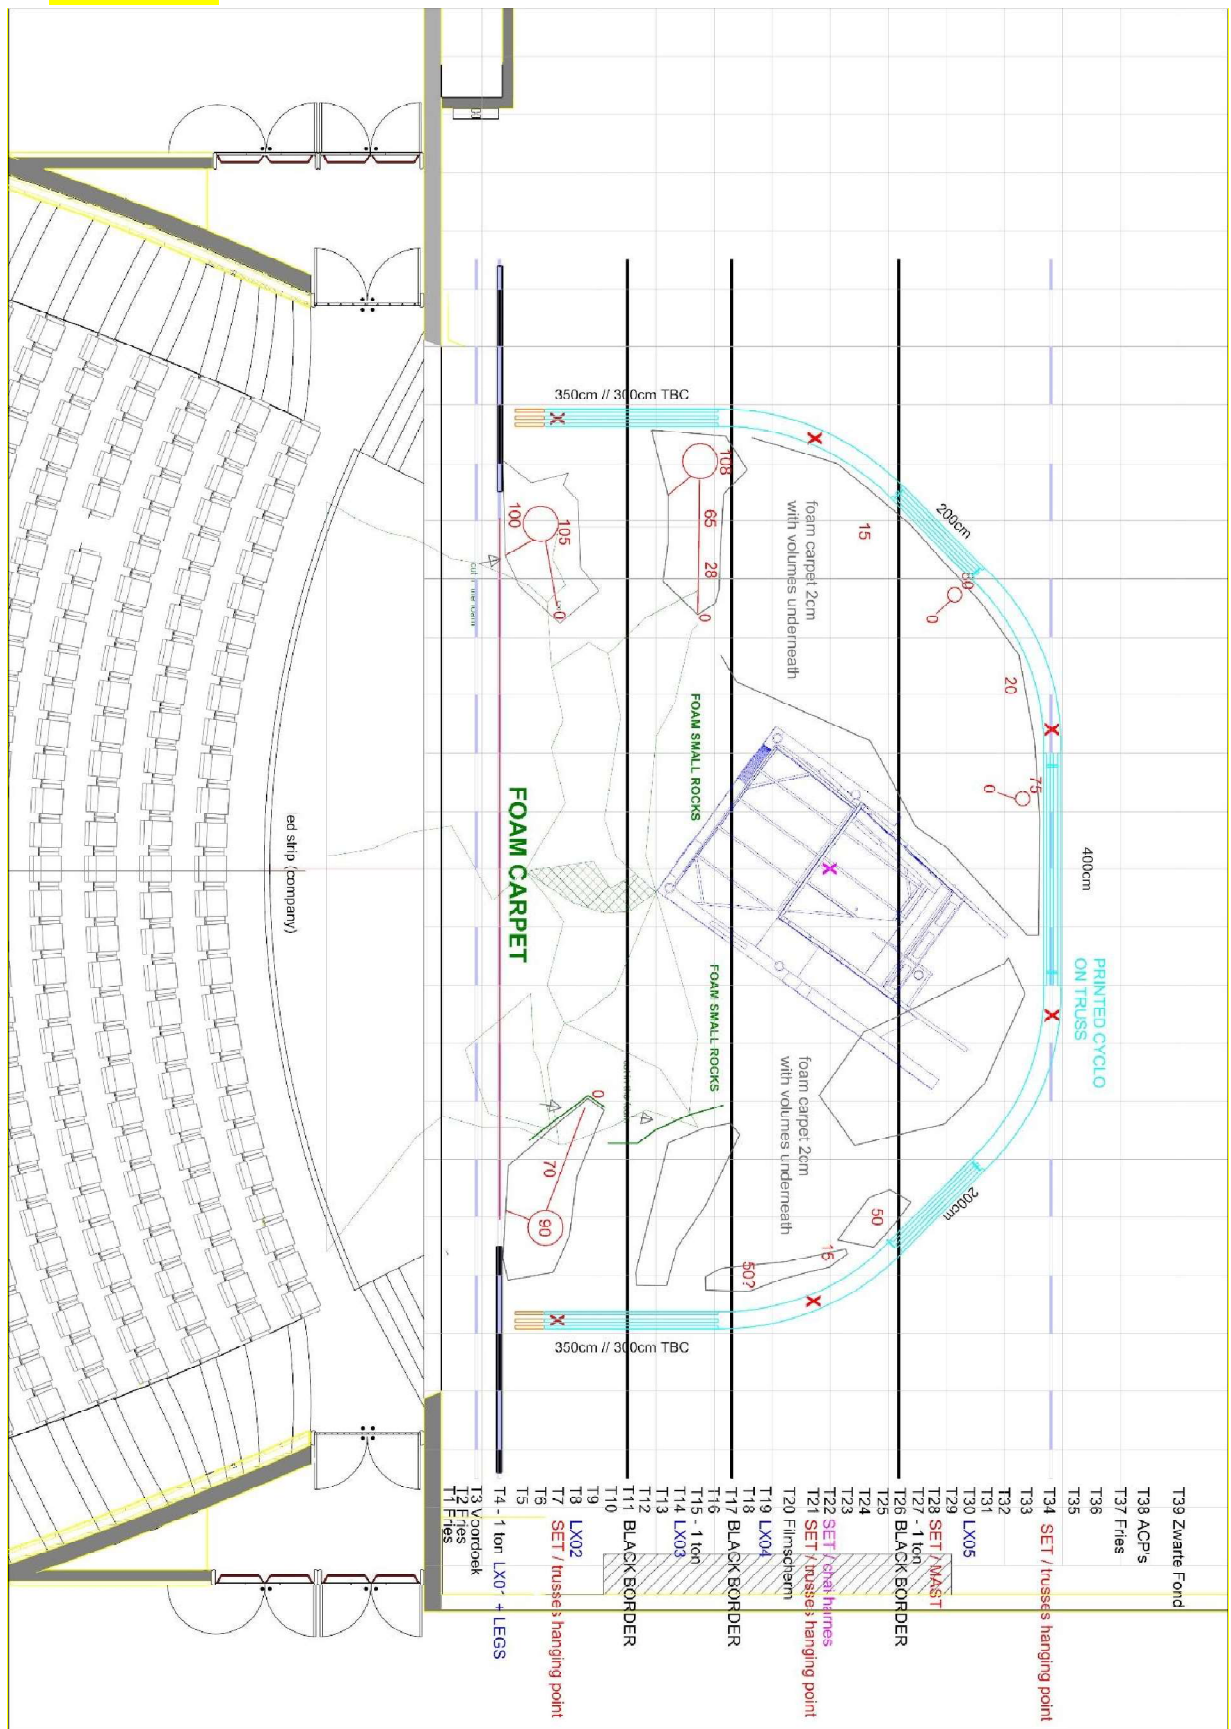 350cm // 300cm TBC
108
65
28
0
100
105
0
foam carpet 2cm
with volumes underneath
15
200cm
0
20
75
0
400cm
PRINTED CYCLO
ON TRUSS
FOAM SMALL ROCKS
FOAM CARPET
FOAM SMALL ROCKS
ed strip (company)
foam carpet 2cm
with volumes underneath
0
70
90
50
15
50?
200cm
350cm // 300cm TBC
T39 Zwarte Fond
T38 ACP's
T37 Fries
T36
T35
T34 SET / trusses hanging point
T33
T32
T31
T30 LX05
T29
T28 SET / MAST
T27 - 1 ton
T26 BLACK BORDER
T25
T24
T23
T22 SET /
T21 SET / trusses hanging point
T20 Filmscherm
T19 LX04
T18
T17 BLACK BORDER
T16
T15 - 1 ton
T14 LX03
T13
T12
T11 BLACK BORDER
T10
T9
T8 LX02
T7 SET / trusses hanging point
T6
T5
T4 - 1 ton LX01 + LEGS
T3 Voordoek
T2 Fries
T1 Fries